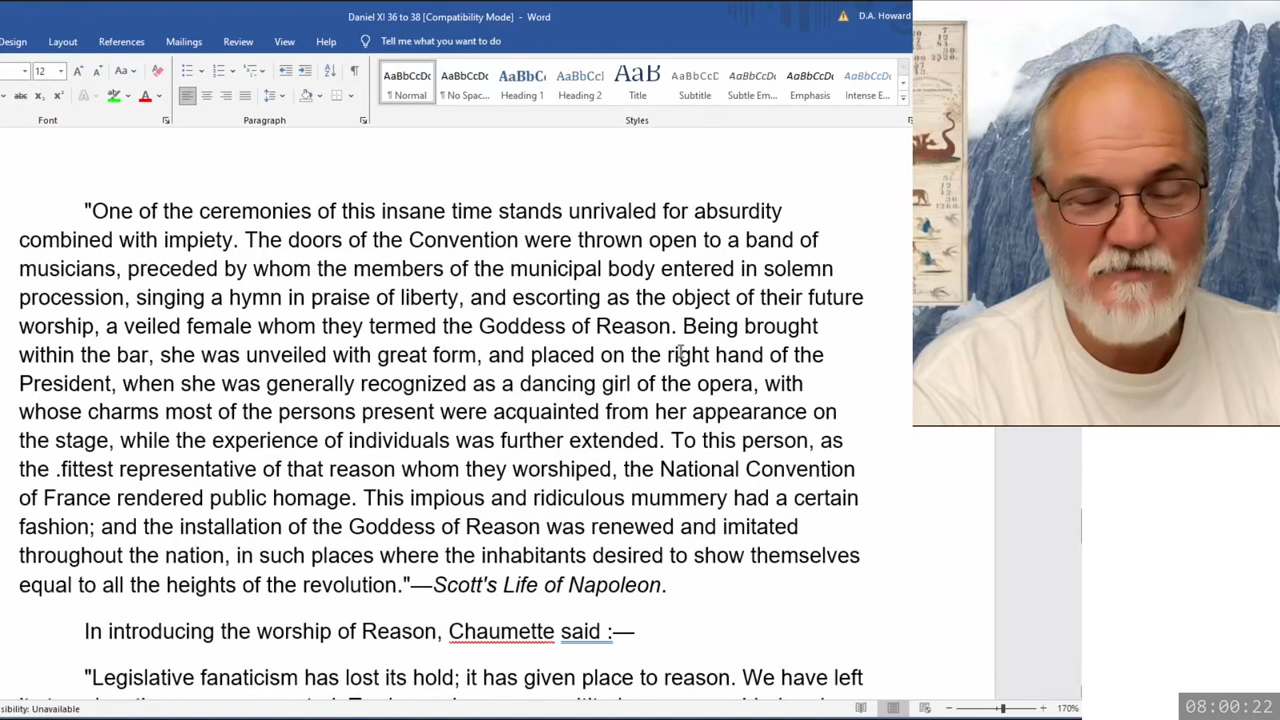 Daniel XI 36 to 38 [Compatibility Mode] - Word
D.A. Howard
Design Layout References Mailings Review View Help Tell me what you want to do
12 Aa
AaBbCcDc AaBbCcDc AaBbC AaBbCcl AaB AaBbCcD AaBbCcDc AaBbCcDc AaBbCcDc
¶ Normal ¶ No Spac... Heading 1 Heading 2 Title Subtitle Subtle Em... Emphasis Intense E...
Font Paragraph Styles
"One of the ceremonies of this insane time stands unrivaled for absurdity
combined with impiety. The doors of the Convention were thrown open to a band of
musicians, preceded by whom the members of the municipal body entered in solemn
procession, singing a hymn in praise of liberty, and escorting as the object of their future
worship, a veiled female whom they termed the Goddess of Reason. Being brought
within the bar, she was unveiled with great form, and placed on the right hand of the
President, when she was generally recognized as a dancing girl of the opera, with
whose charms most of the persons present were acquainted from her appearance on
the stage, while the experience of individuals was further extended. To this person, as
the .fittest representative of that reason whom they worshiped, the National Convention
of France rendered public homage. This impious and ridiculous mummery had a certain
fashion; and the installation of the Goddess of Reason was renewed and imitated
throughout the nation, in such places where the inhabitants desired to show themselves
equal to all the heights of the revolution."—Scott's Life of Napoleon.
In introducing the worship of Reason, Chaumette said :—
"Legislative fanaticism has lost its hold; it has given place to reason. We have left
sibility: Unavailable
170%
08:00:22